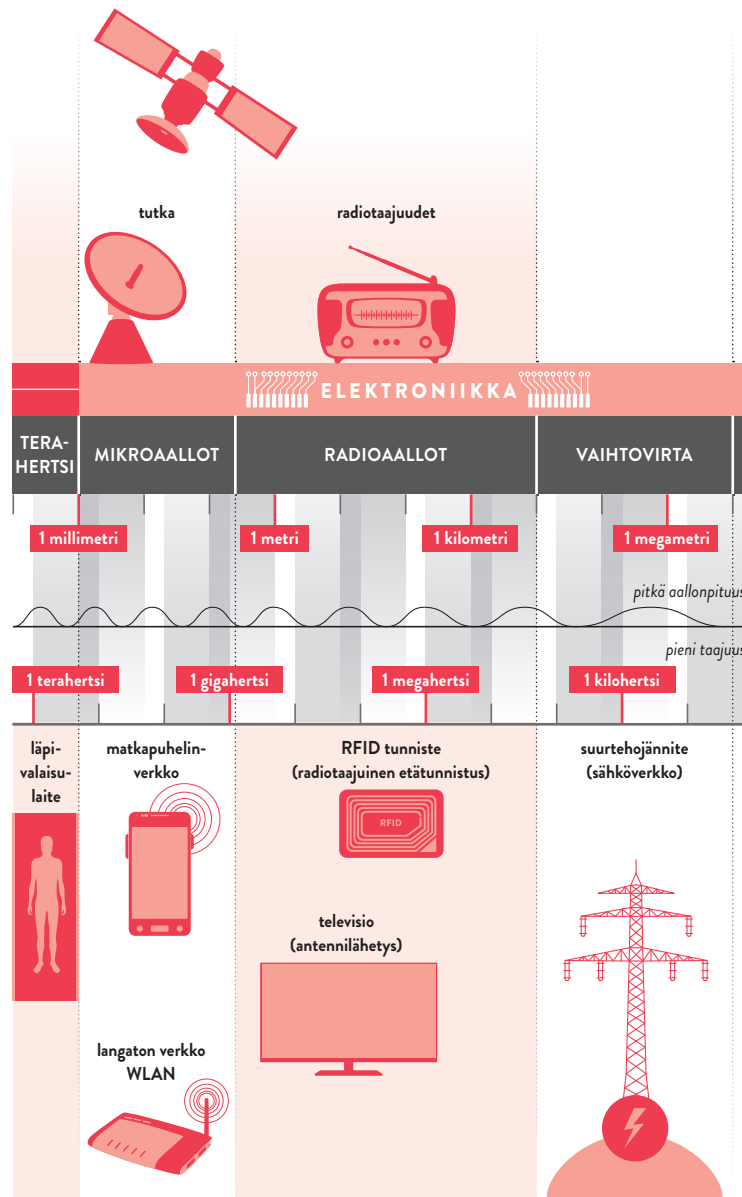 tutka
radiotaajuudet
ELEKTRONIIKKA
TERA-
HERTSI
MIKROAALLOT
RADIOAALLOT
VAIHTOVIRTA
1 millimetri
1 metri
1 kilometri
1 megametri
pitkä aallonpituus
pieni taajuus
1 terahertsi
1 gigahertsi
1 megahertsi
1 kilohertsi
läpi-
valaisu-
laite
matkapuhelin-
verkko
RFID tunniste
(radiotaajuinen etätunnistus)
suurtehojännite
(sähköverkko)
RFID
televisio
(antennilähetys)
langaton verkko
WLAN